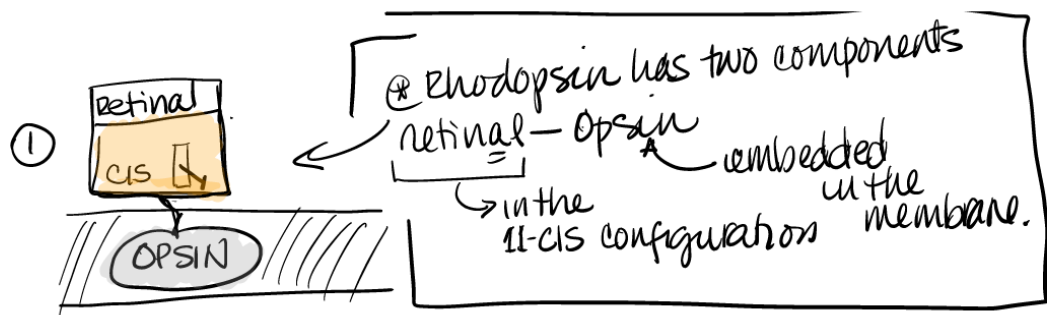 ①
Retinal
CIS
OPSIN
* Rhodopsin has two components
retinal — Opsin
embedded
in the
membrane.
in the
11-cis configuration